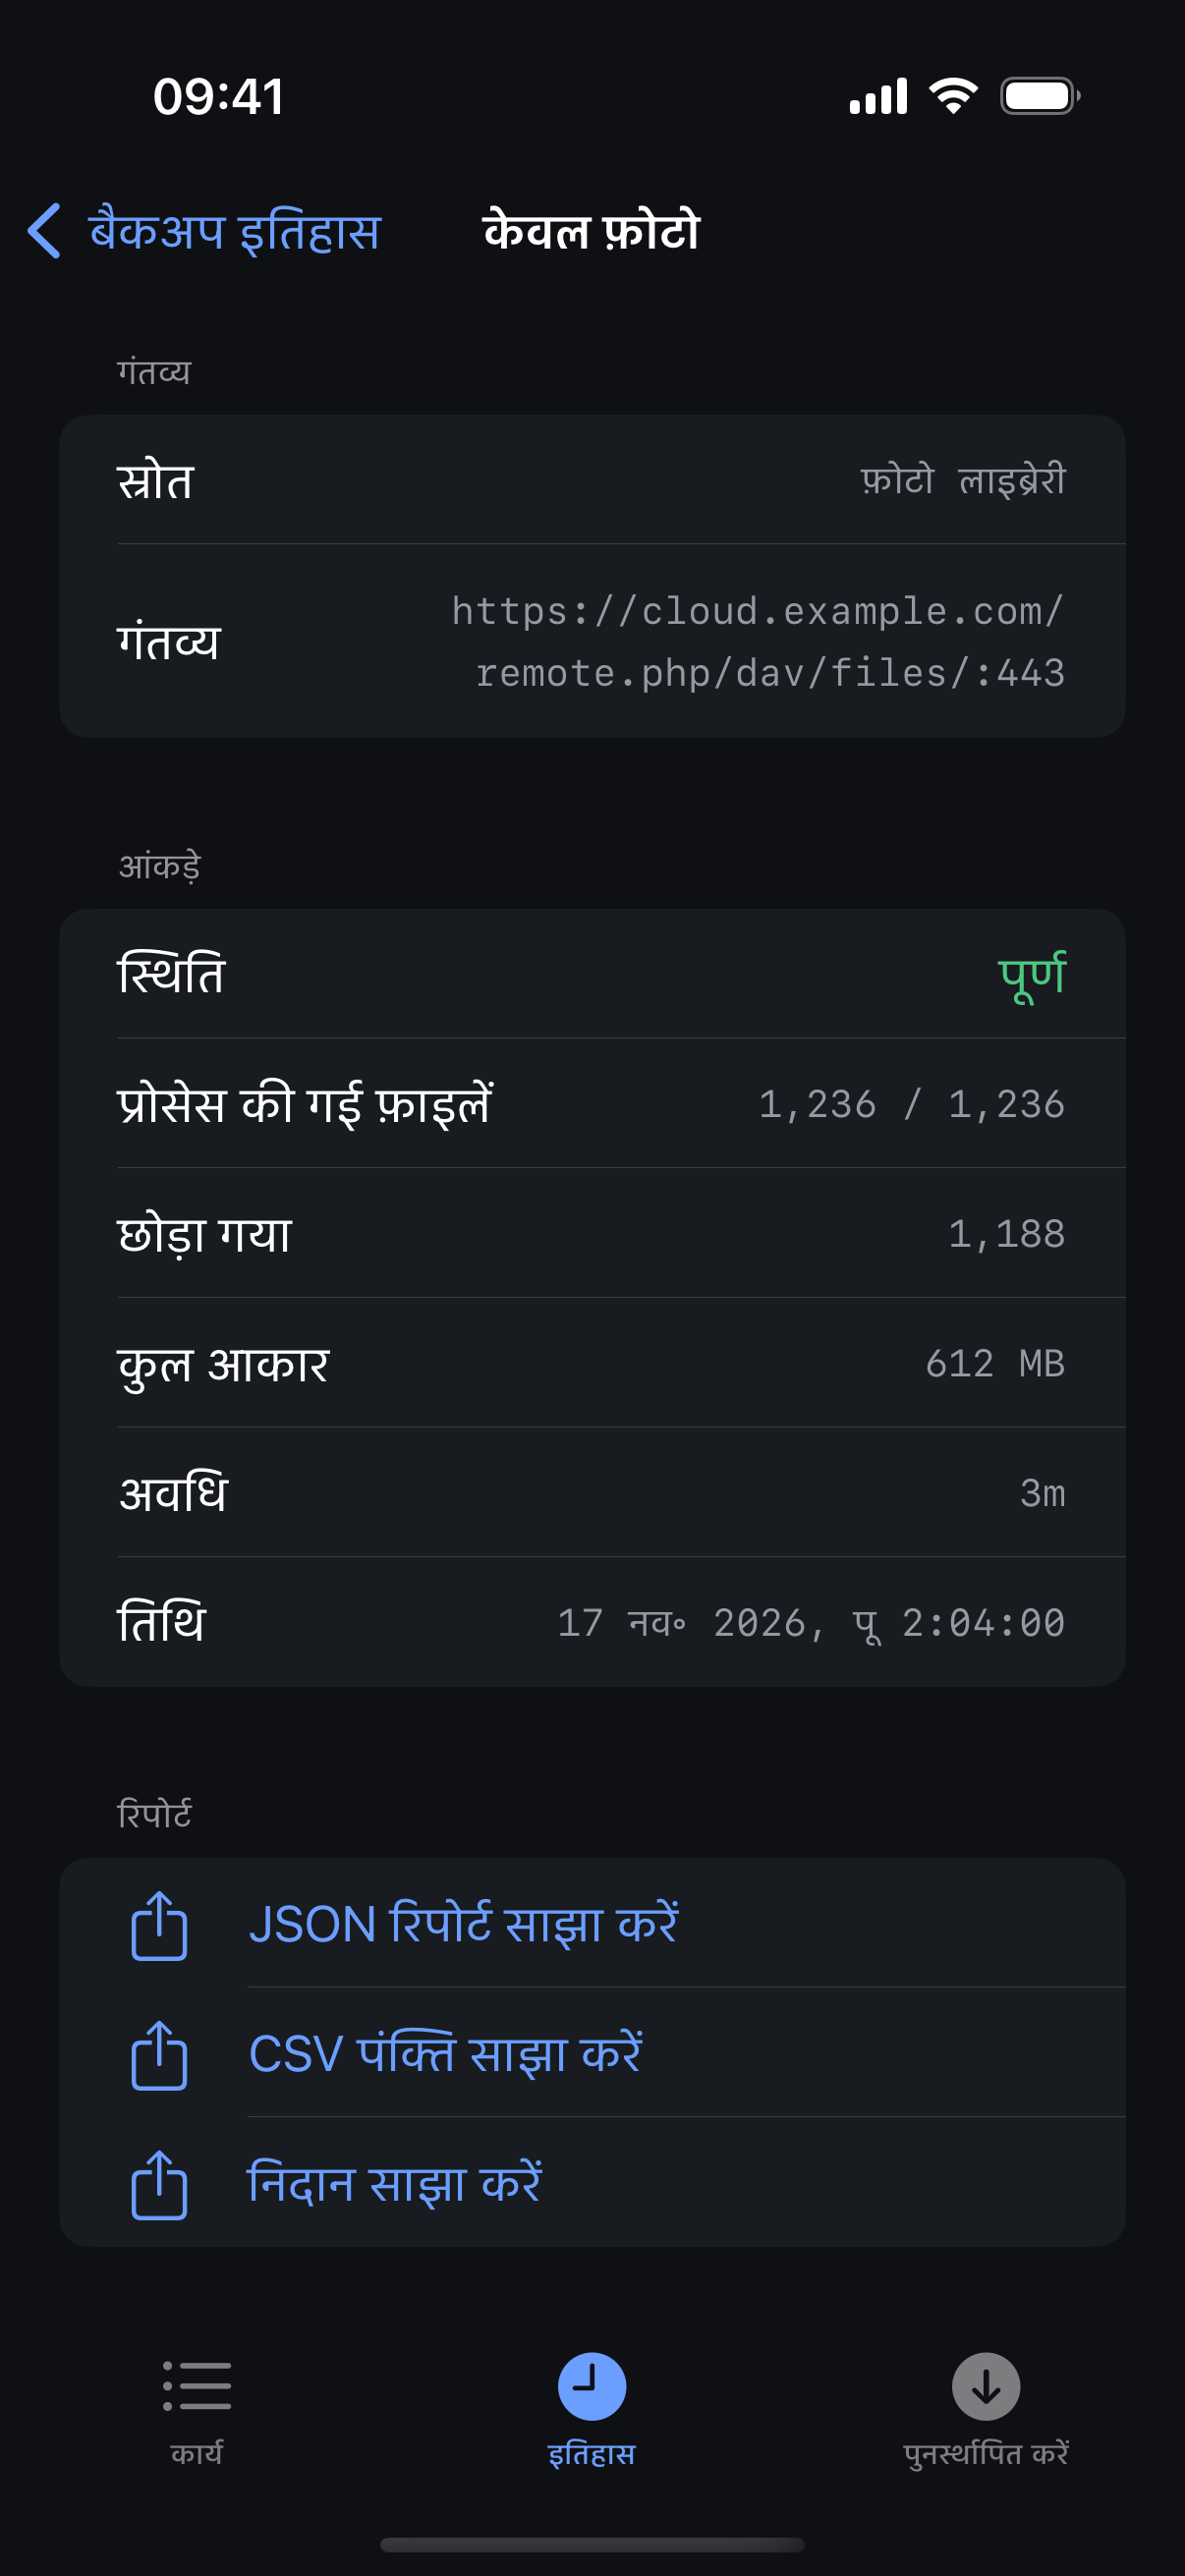 09:41
बैकअप इतिहास
केवल फ़ोटो
गंतव्य
स्रोत
फ़ोटो लाइब्रेरी
गंतव्य
https://cloud.example.com/
remote.php/dav/files/:443
आंकड़े
स्थिति
पूर्ण
प्रोसेस की गई फ़ाइलें
1,236 / 1,236
छोड़ा गया
1,188
कुल आकार
612 MB
अवधि
3m
तिथि
17 नव॰ 2026, पू 2:04:00
रिपोर्ट
JSON रिपोर्ट साझा करें
CSV पंक्ति साझा करें
निदान साझा करें
कार्य
इतिहास
पुनर्स्थापित करें